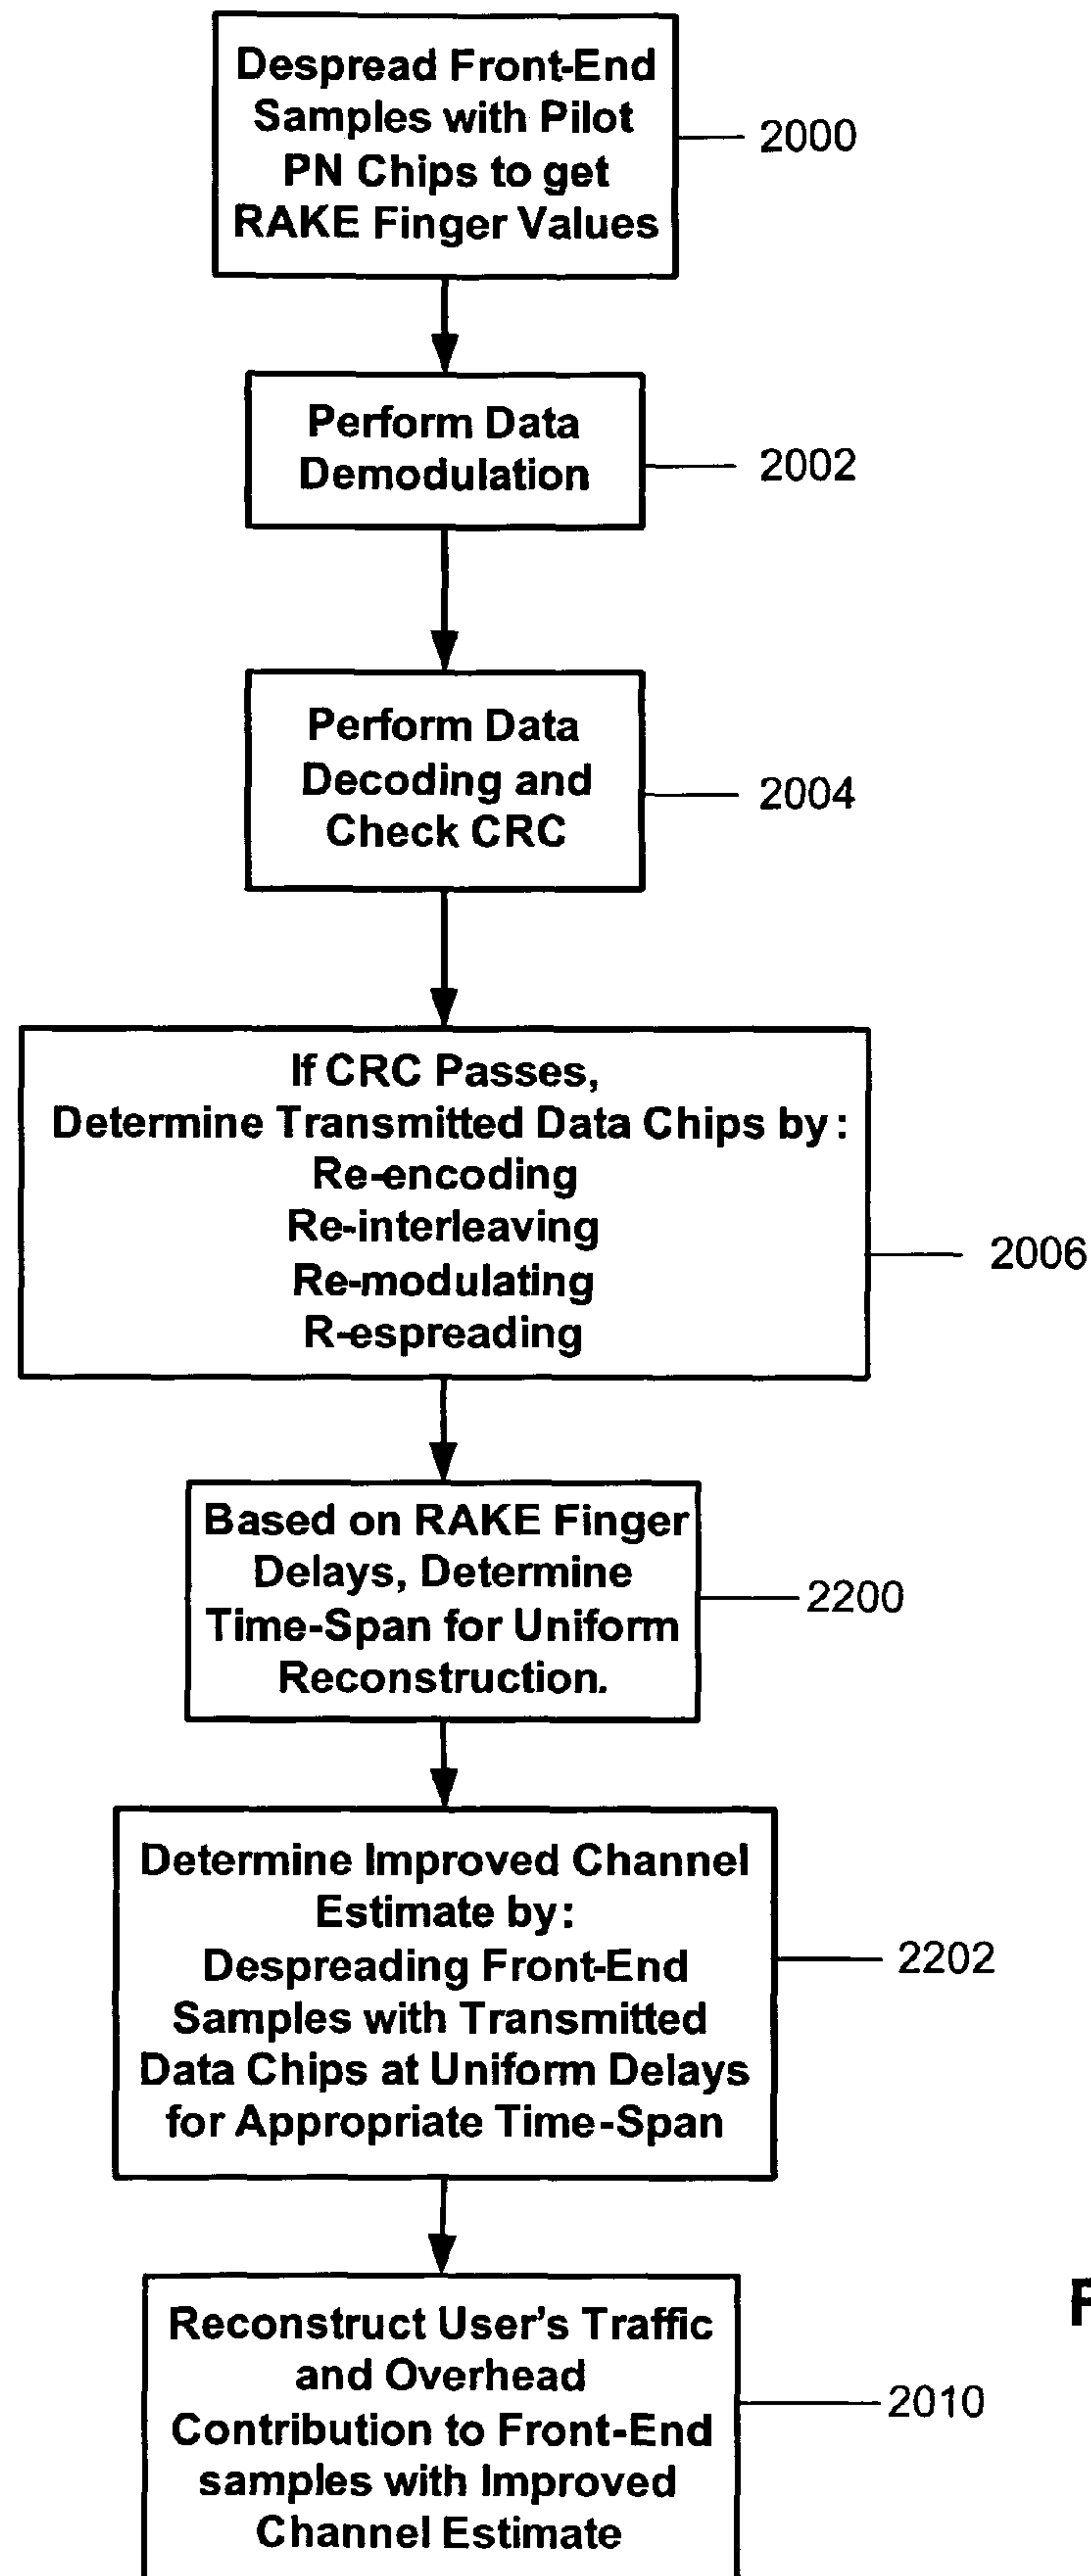 Despread Front-End
Samples with Pilot
PN Chips to get
RAKE Finger Values
2000
Perform Data
Demodulation
2002
Perform Data
Decoding and
Check CRC
2004
If CRC Passes,
Determine Transmitted Data Chips by:
Re-encoding
Re-interleaving
Re-modulating
R-espreading
2006
Based on RAKE Finger
Delays, Determine
Time-Span for Uniform
Reconstruction.
2200
Determine Improved Channel
Estimate by:
Despreading Front-End
Samples with Transmitted
Data Chips at Uniform Delays
for Appropriate Time-Span
2202
Reconstruct User's Traffic
and Overhead
Contribution to Front-End
samples with Improved
Channel Estimate
2010